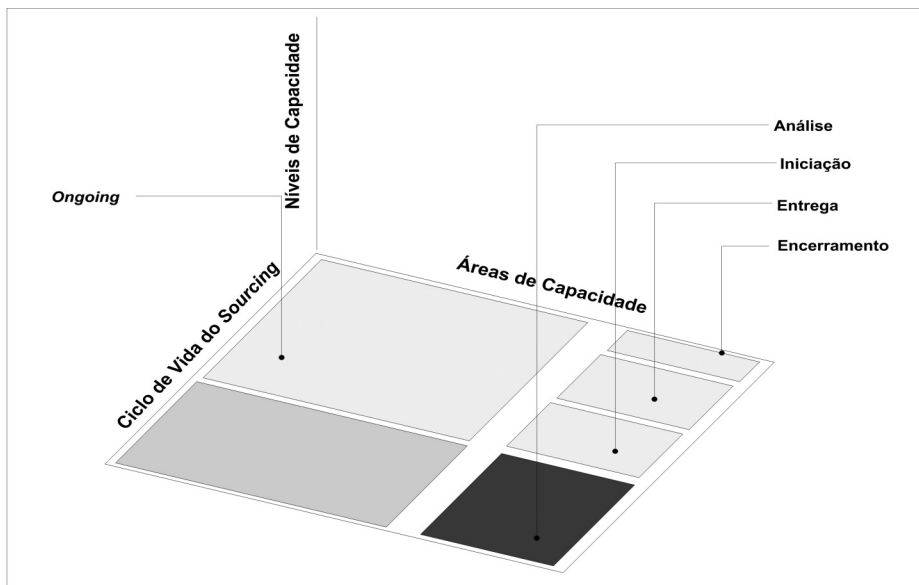 Níveis de Capacidade
Análise
Iniciação
Ongoing
Entrega
Encerramento
Áreas de Capacidade
Ciclo de Vida do Sourcing